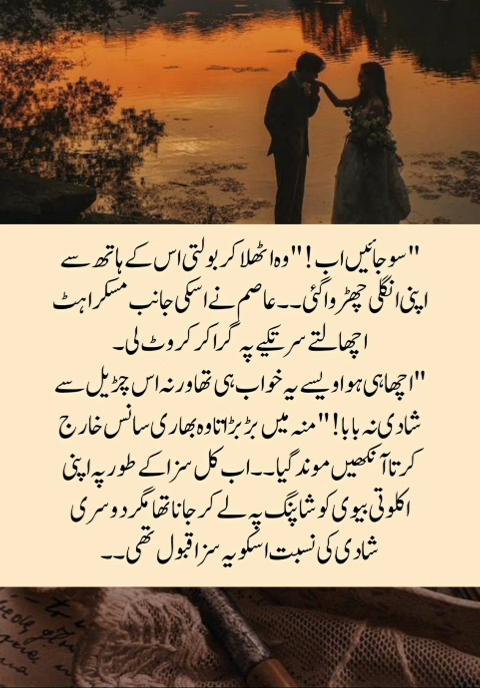 "سو جائیں اب!" وہ اٹھلا کر بولتی اس کے ہاتھ سے
اپنی انگلی چھڑوا گئی۔۔ عاصم نے اسکی جانب مسکراہٹ
اچھالتے سر تکیے پہ گرا کر کروٹ لی۔
"اچھا ہی ہوا ویسے یہ خواب ہی تھا ورنہ اس چڑیل سے
شادی نہ بابا!" منہ میں بڑبڑاتا وہ بھاری سانس خارج
کرتا آنکھیں موند گیا۔۔ اب کل سزا کے طور پہ اپنی
اکلوتی بیوی کو شاپنگ پہ لے کر جانا تھا مگر دوسری
شادی کی نسبت اسکو یہ سزا قبول تھی۔۔